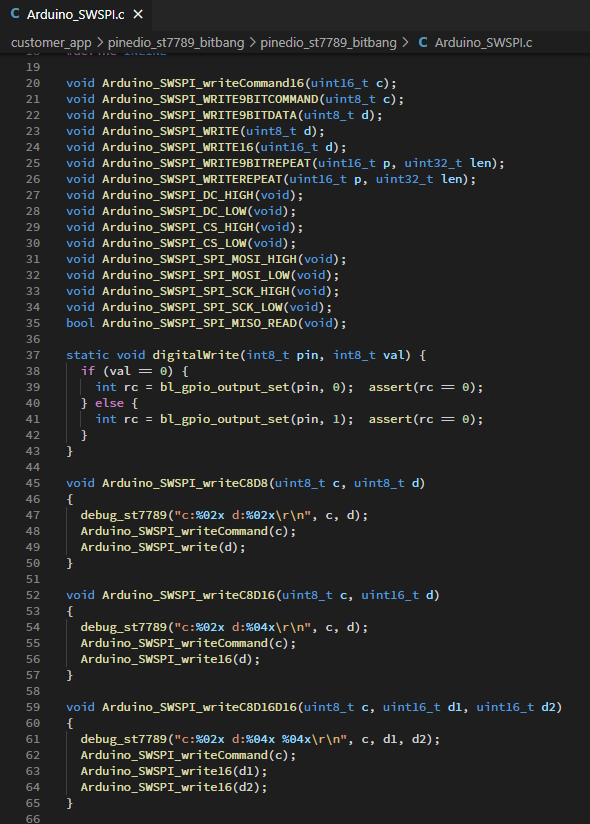 C Arduino_SWSPI.c ×
customer_app > pinedio_st7789_bitbang > pinedio_st7789_bitbang > C Arduino_SWSPI.c
19
20 void Arduino_SWSPI_writeCommand16(uint16_t c);
21 void Arduino_SWSPI_WRITE9BITCOMMAND(uint8_t c);
22 void Arduino_SWSPI_WRITE9BITDATA(uint8_t d);
23 void Arduino_SWSPI_WRITE(uint8_t d);
24 void Arduino_SWSPI_WRITE16(uint16_t d);
25 void Arduino_SWSPI_WRITE9BITREPEAT(uint16_t p, uint32_t len);
26 void Arduino_SWSPI_WRITEREPEAT(uint16_t p, uint32_t len);
27 void Arduino_SWSPI_DC_HIGH(void);
28 void Arduino_SWSPI_DC_LOW(void);
29 void Arduino_SWSPI_CS_HIGH(void);
30 void Arduino_SWSPI_CS_LOW(void);
31 void Arduino_SWSPI_SPI_MOSI_HIGH(void);
32 void Arduino_SWSPI_SPI_MOSI_LOW(void);
33 void Arduino_SWSPI_SPI_SCK_HIGH(void);
34 void Arduino_SWSPI_SPI_SCK_LOW(void);
35 bool Arduino_SWSPI_SPI_MISO_READ(void);
36
37 static void digitalWrite(int8_t pin, int8_t val) {
38   if (val == 0) {
39     int rc = bl_gpio_output_set(pin, 0);  assert(rc == 0);
40   } else {
41     int rc = bl_gpio_output_set(pin, 1);  assert(rc == 0);
42   }
43 }
44
45 void Arduino_SWSPI_writeC8D8(uint8_t c, uint8_t d)
46 {
47   debug_st7789("c:%02x d:%02x\r\n", c, d);
48   Arduino_SWSPI_writeCommand(c);
49   Arduino_SWSPI_write(d);
50 }
51
52 void Arduino_SWSPI_writeC8D16(uint8_t c, uint16_t d)
53 {
54   debug_st7789("c:%02x d:%04x\r\n", c, d);
55   Arduino_SWSPI_writeCommand(c);
56   Arduino_SWSPI_write16(d);
57 }
58
59 void Arduino_SWSPI_writeC8D16D16(uint8_t c, uint16_t d1, uint16_t d2)
60 {
61   debug_st7789("c:%02x d:%04x %04x\r\n", c, d1, d2);
62   Arduino_SWSPI_writeCommand(c);
63   Arduino_SWSPI_write16(d1);
64   Arduino_SWSPI_write16(d2);
65 }
66